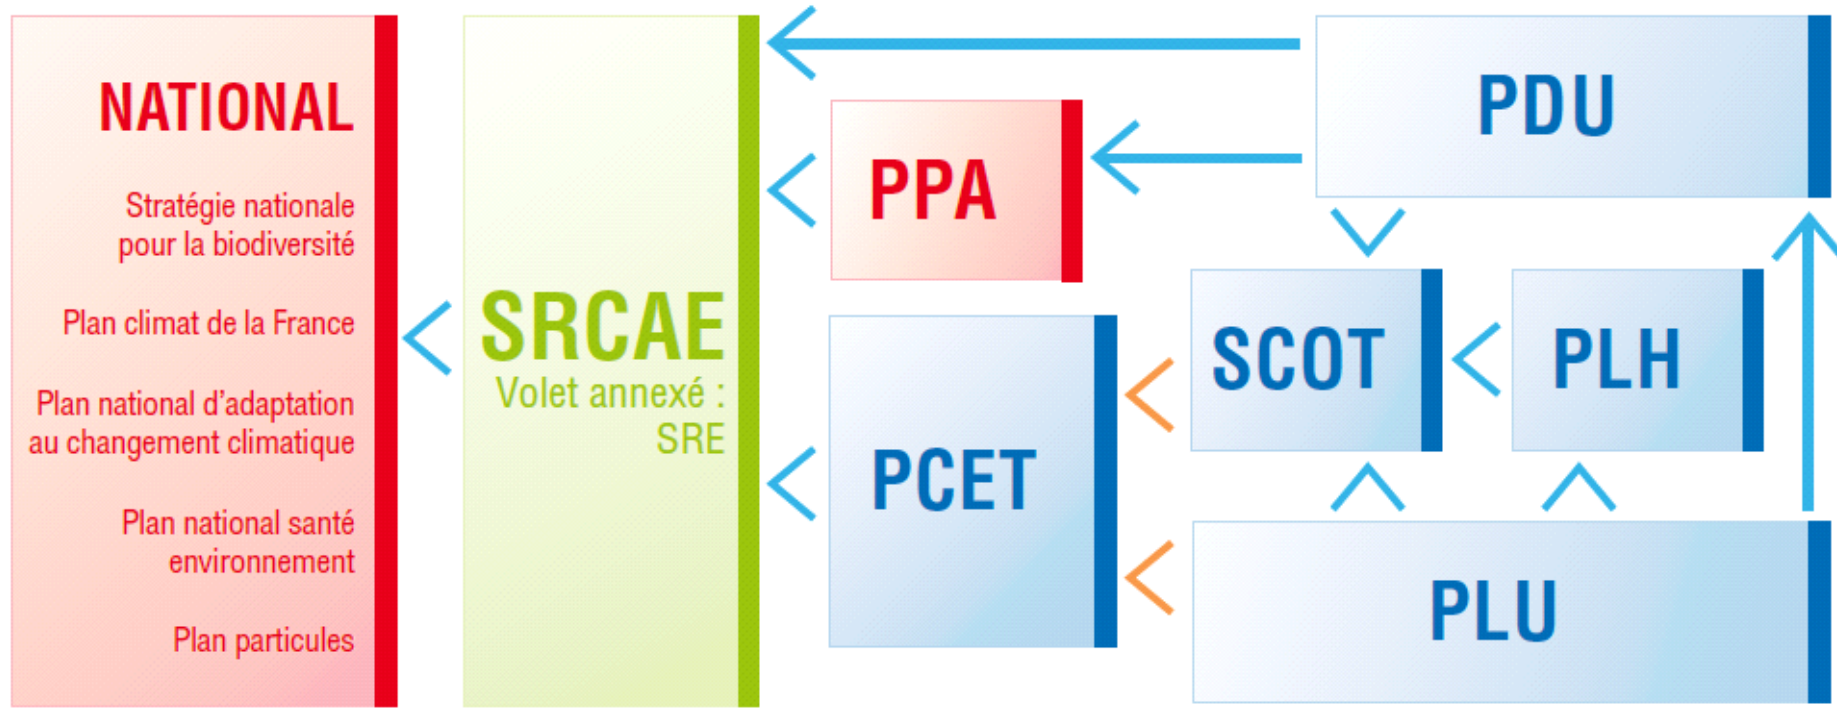 NATIONAL
Stratégie nationale
pour la biodiversité
Plan climat de la France
Plan national d’adaptation
au changement climatique
Plan national santé
environnement
Plan particules
SRCAE
Volet annexé :
SRE
PPA
PCET
PDU
SCOT
PLH
PLU